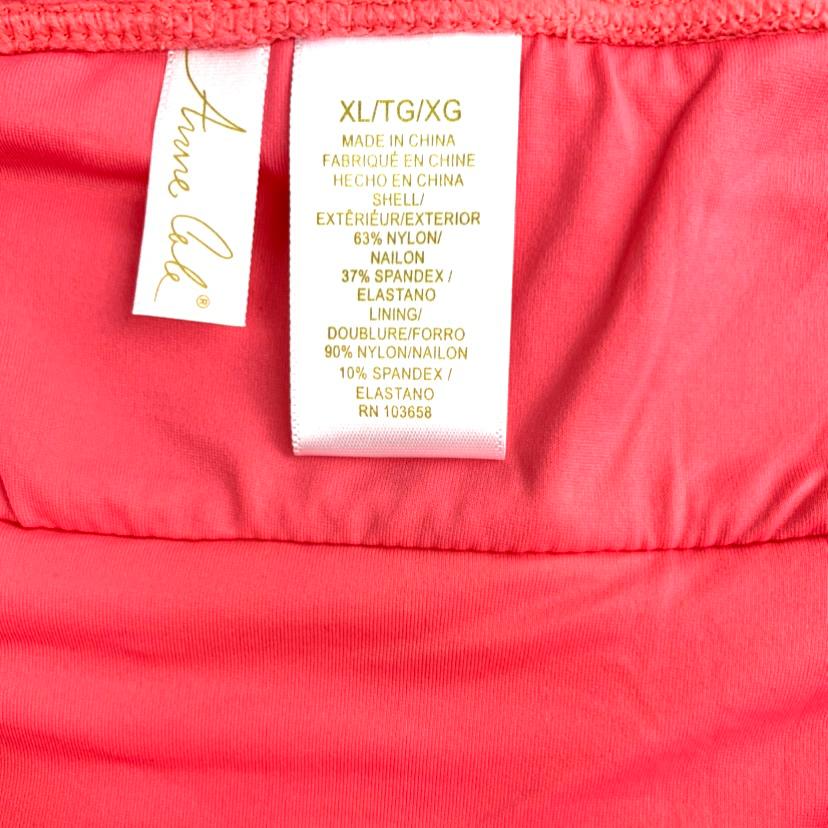 Anne Cole®
XL/TG/XG
MADE IN CHINA
FABRIQUÉ EN CHINE
HECHO EN CHINA
SHELL/
EXTÊRIÉUR/EXTERIOR
63% NYLON/
NAILON
37% SPANDEX /
ELASTANO
LINING/
DOUBLURE/FORRO
90% NYLON/NAILON
10% SPANDEX /
ELASTANO
RN 103658